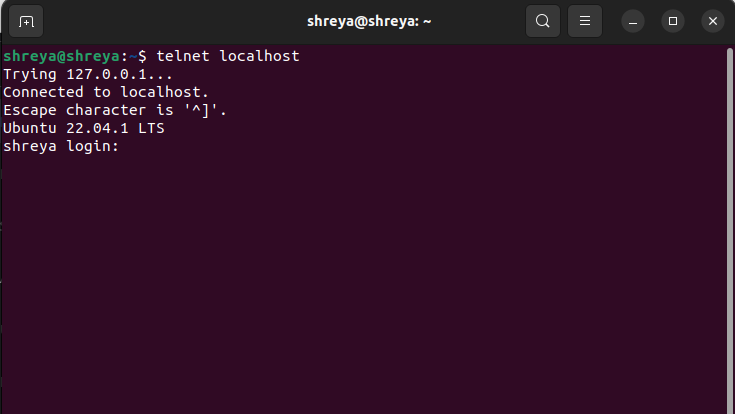 shreya@shreya: ~
shreya@shreya:~$ telnet localhost
Trying 127.0.0.1...
Connected to localhost.
Escape character is '^]'.
Ubuntu 22.04.1 LTS
shreya login: